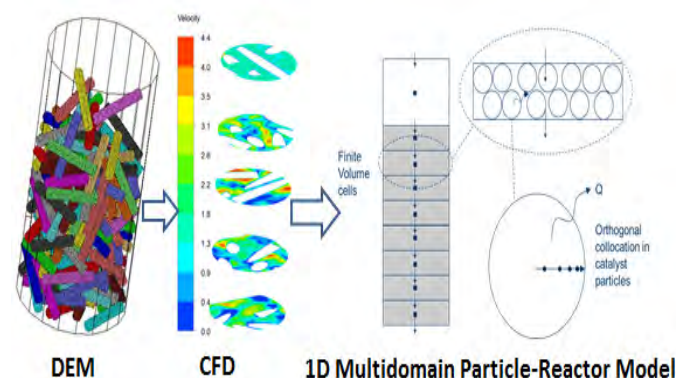 Velocity
4.4
4.0
3.5
3.1
2.6
2.2
1.8
1.3
0.9
0.4
0.0
Finite
Volume
cells
Q
Orthogonal
collocation in
catalyst
particles
DEM
CFD
1D Multidomain Particle-Reactor Model